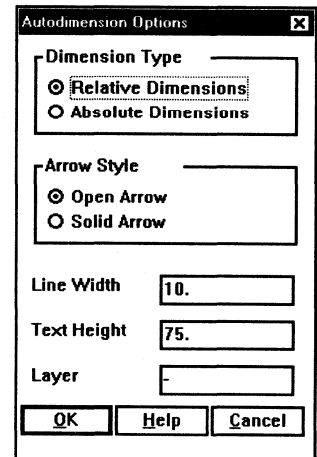 Autodimension Options
Dimension Type
Relative Dimensions
Absolute Dimensions
Arrow Style
Open Arrow
Solid Arrow
Line Width 10.
Text Height 75.
Layer -
OK Help Cancel